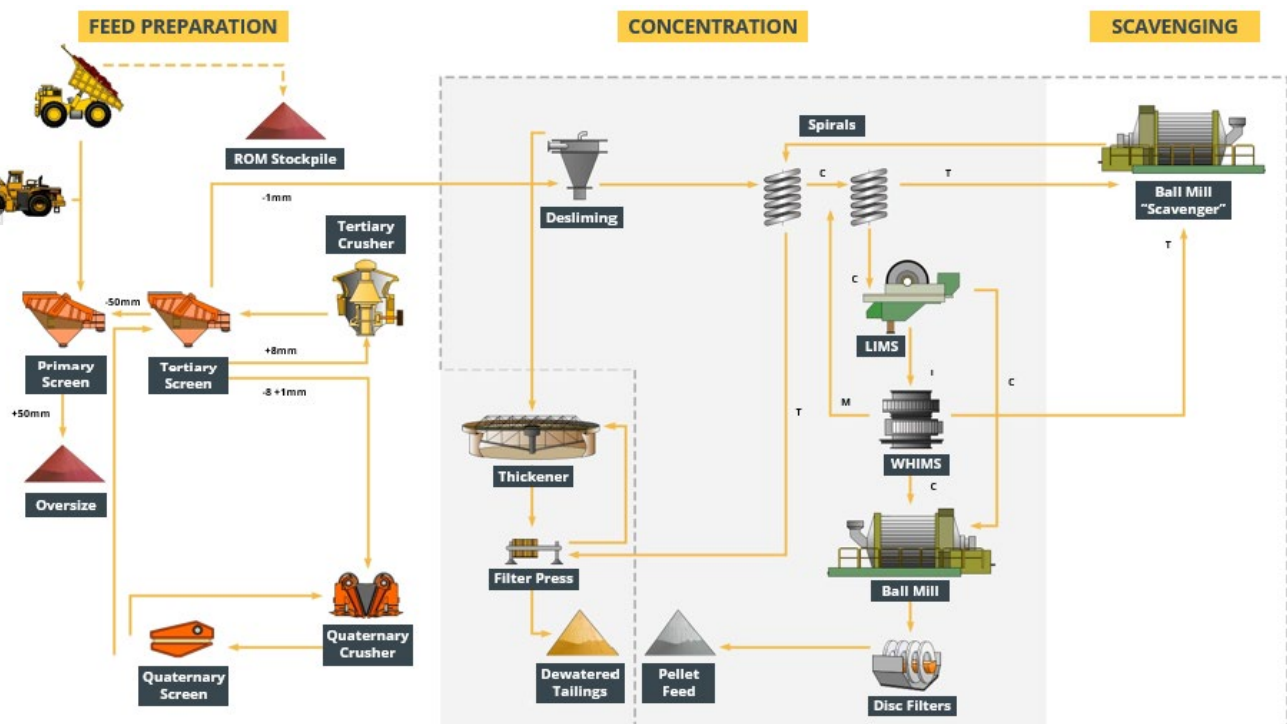 FEED PREPARATION
CONCENTRATION
SCAVENGING
ROM Stockpile
-1mm
Tertiary
Crusher
-50mm
Primary
Screen
Tertiary
Screen
+8mm
-8 +1mm
+50mm
Oversize
Quaternary
Screen
Quaternary
Crusher
Desliming
Spirals
C
T
Ball Mill
“Scavenger”
T
C
LIMS
I
C
M
T
WHIMS
C
Thickener
Filter Press
Ball Mill
Dewatered
Tailings
Pellet
Feed
Disc Filters